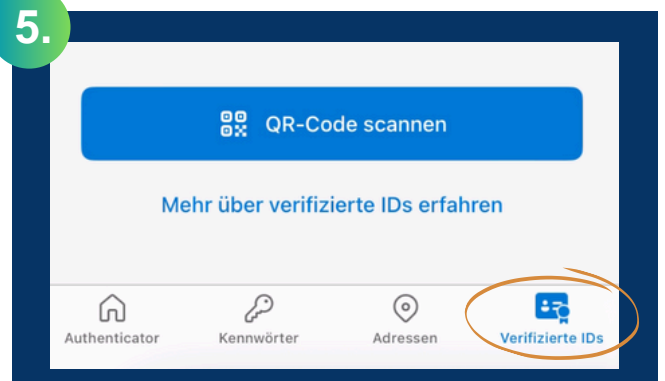 5.
QR-Code scannen
Mehr über verifizierte IDs erfahren
Authenticator Kennwörter Adressen Verifizierte IDs